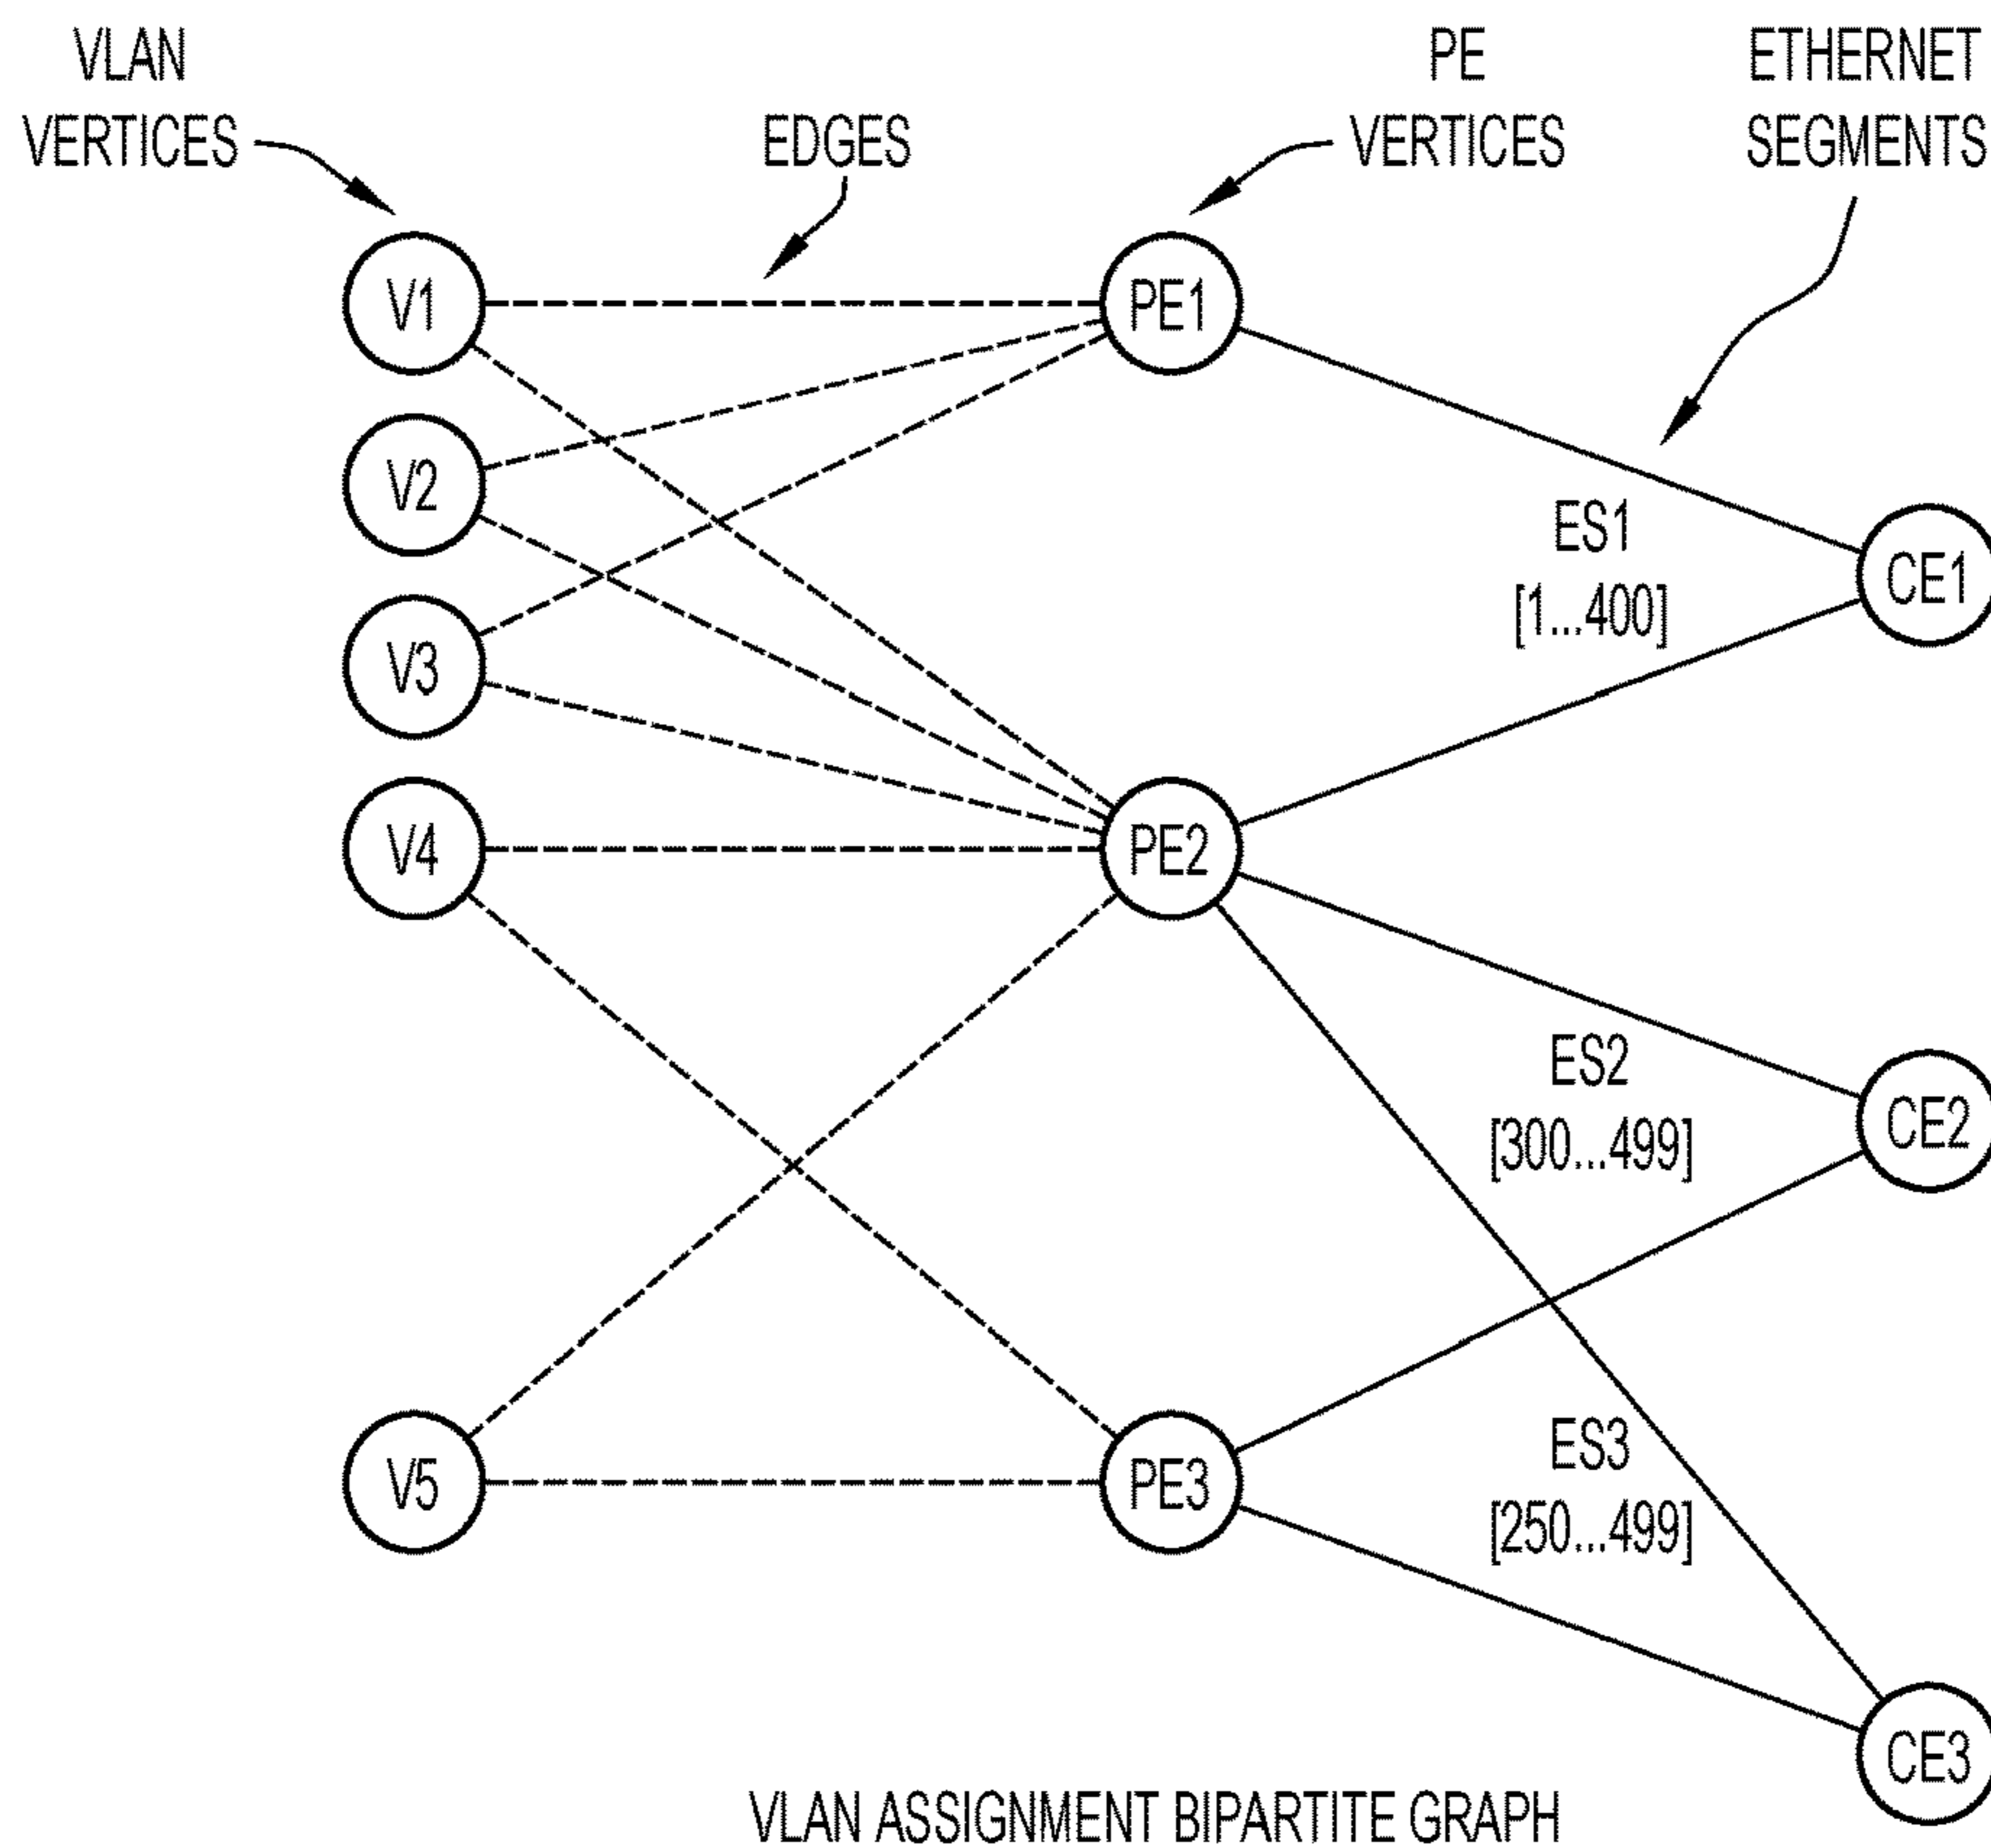 VLAN
VERTICES
EDGES
PE
VERTICES
ETHERNET
SEGMENTS
V1
PE1
V2
ES1
[1...400]
CE1
V3
V4
PE2
ES2
[300...499]
CE2
V5
PE3
ES3
[250...499]
CE3
VLAN ASSIGNMENT BIPARTITE GRAPH